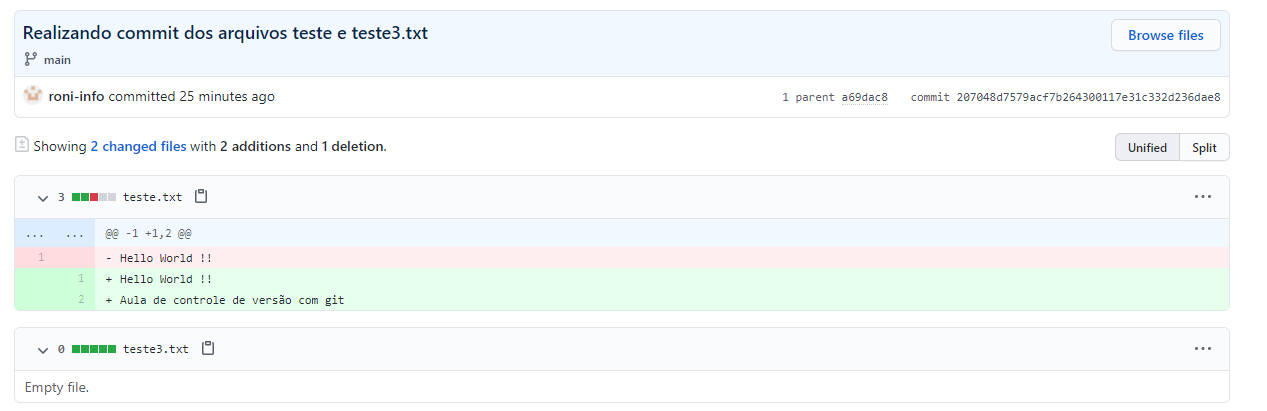 Realizando commit dos arquivos teste e teste3.txt
Browse files
main
roni-info committed 25 minutes ago
1 parent a69dac8 commit 207048d7579acf7b264300117e31c332d236dae8
Showing 2 changed files with 2 additions and 1 deletion.
Unified Split
3 teste.txt ...
... ... @@ -1 +1,2 @@
1 - Hello World !!
1 + Hello World !!
2 + Aula de controle de versão com git
0 teste3.txt ...
Empty file.